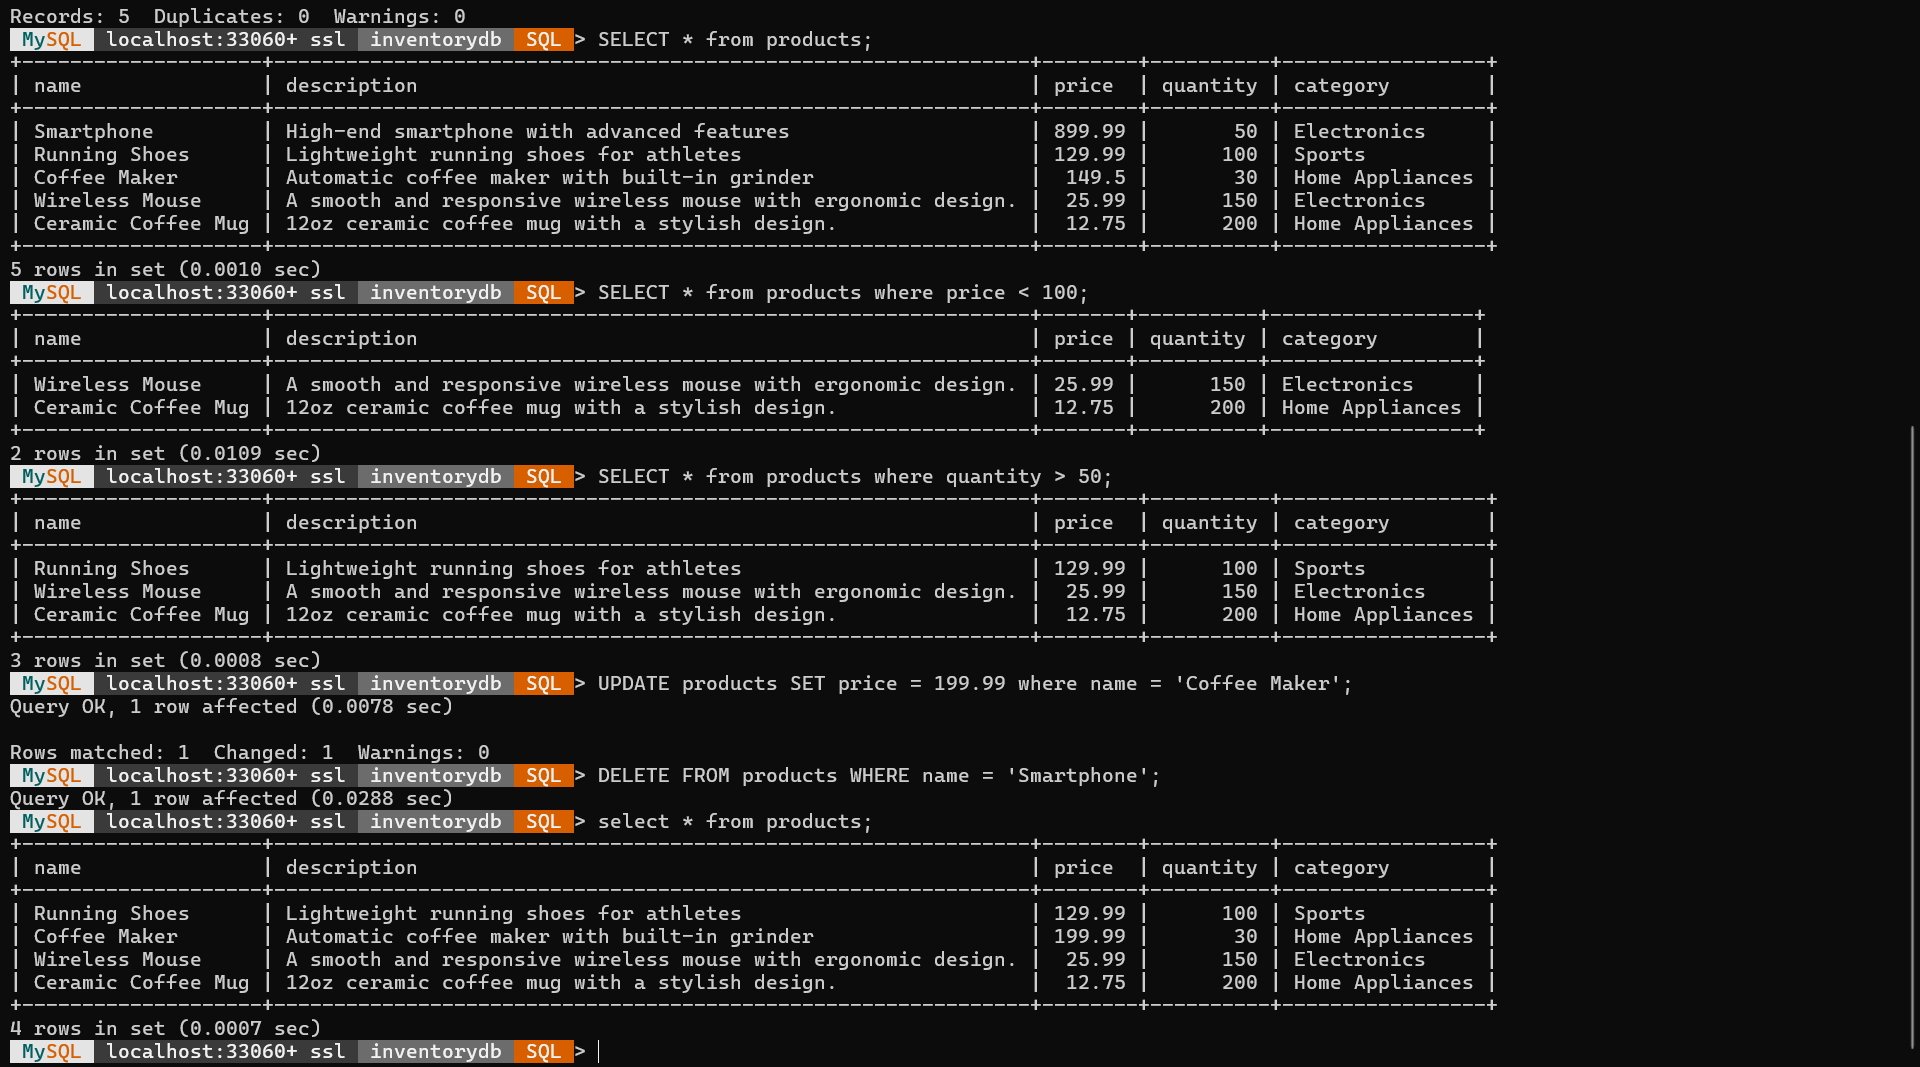 Records: 5  Duplicates: 0  Warnings: 0
 MySQL  localhost:33060+ ssl  inventorydb  SQL > SELECT * from products;
+--------------------+---------------------------------------------------------------+--------+----------+-----------------+
| name               | description                                                   | price  | quantity | category        |
+--------------------+---------------------------------------------------------------+--------+----------+-----------------+
| Smartphone         | High-end smartphone with advanced features                    | 899.99 |       50 | Electronics     |
| Running Shoes      | Lightweight running shoes for athletes                        | 129.99 |      100 | Sports          |
| Coffee Maker       | Automatic coffee maker with built-in grinder                  |  149.5 |       30 | Home Appliances |
| Wireless Mouse     | A smooth and responsive wireless mouse with ergonomic design. |  25.99 |      150 | Electronics     |
| Ceramic Coffee Mug | 12oz ceramic coffee mug with a stylish design.                |  12.75 |      200 | Home Appliances |
+--------------------+---------------------------------------------------------------+--------+----------+-----------------+
5 rows in set (0.0010 sec)
 MySQL  localhost:33060+ ssl  inventorydb  SQL > SELECT * from products where price < 100;
+--------------------+---------------------------------------------------------------+-------+----------+-----------------+
| name               | description                                                   | price | quantity | category        |
+--------------------+---------------------------------------------------------------+-------+----------+-----------------+
| Wireless Mouse     | A smooth and responsive wireless mouse with ergonomic design. | 25.99 |      150 | Electronics     |
| Ceramic Coffee Mug | 12oz ceramic coffee mug with a stylish design.                | 12.75 |      200 | Home Appliances |
+--------------------+---------------------------------------------------------------+-------+----------+-----------------+
2 rows in set (0.0109 sec)
 MySQL  localhost:33060+ ssl  inventorydb  SQL > SELECT * from products where quantity > 50;
+--------------------+---------------------------------------------------------------+--------+----------+-----------------+
| name               | description                                                   | price  | quantity | category        |
+--------------------+---------------------------------------------------------------+--------+----------+-----------------+
| Running Shoes      | Lightweight running shoes for athletes                        | 129.99 |      100 | Sports          |
| Wireless Mouse     | A smooth and responsive wireless mouse with ergonomic design. |  25.99 |      150 | Electronics     |
| Ceramic Coffee Mug | 12oz ceramic coffee mug with a stylish design.                |  12.75 |      200 | Home Appliances |
+--------------------+---------------------------------------------------------------+--------+----------+-----------------+
3 rows in set (0.0008 sec)
 MySQL  localhost:33060+ ssl  inventorydb  SQL > UPDATE products SET price = 199.99 where name = 'Coffee Maker';
Query OK, 1 row affected (0.0078 sec)

Rows matched: 1  Changed: 1  Warnings: 0
 MySQL  localhost:33060+ ssl  inventorydb  SQL > DELETE FROM products WHERE name = 'Smartphone';
Query OK, 1 row affected (0.0288 sec)
 MySQL  localhost:33060+ ssl  inventorydb  SQL > select * from products;
+--------------------+---------------------------------------------------------------+--------+----------+-----------------+
| name               | description                                                   | price  | quantity | category        |
+--------------------+---------------------------------------------------------------+--------+----------+-----------------+
| Running Shoes      | Lightweight running shoes for athletes                        | 129.99 |      100 | Sports          |
| Coffee Maker       | Automatic coffee maker with built-in grinder                  | 199.99 |       30 | Home Appliances |
| Wireless Mouse     | A smooth and responsive wireless mouse with ergonomic design. |  25.99 |      150 | Electronics     |
| Ceramic Coffee Mug | 12oz ceramic coffee mug with a stylish design.                |  12.75 |      200 | Home Appliances |
+--------------------+---------------------------------------------------------------+--------+----------+-----------------+
4 rows in set (0.0007 sec)
 MySQL  localhost:33060+ ssl  inventorydb  SQL >